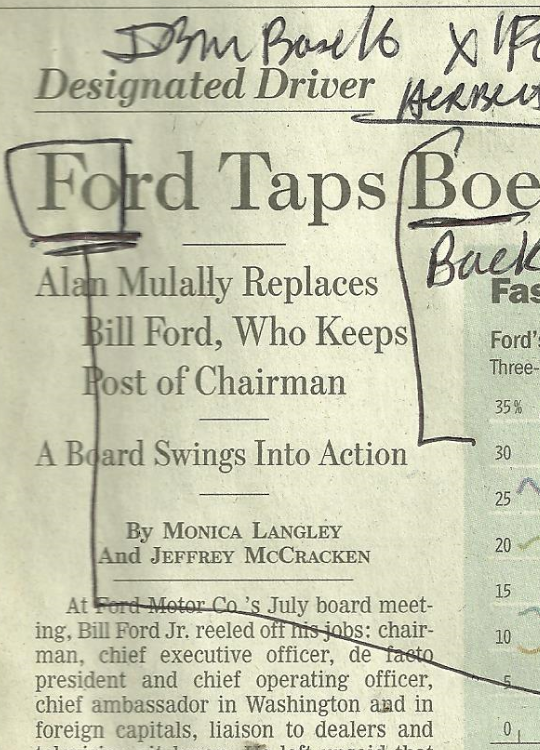 Designated Driver
Ford Taps Boe
Back
Alan Mulally Replaces
Bill Ford, Who Keeps
Post of Chairman
A Board Swings Into Action
By MONICA LANGLEY
And JEFFREY MCCRACKEN
At Ford Motor Co.'s July board meet-
ing, Bill Ford Jr. reeled off his jobs: chair-
man, chief executive officer, de facto
president and chief operating officer,
chief ambassador in Washington and in
foreign capitals, liaison to dealers and
Fas
Ford's
Three-
35%
30
25
20
15
10
5
0